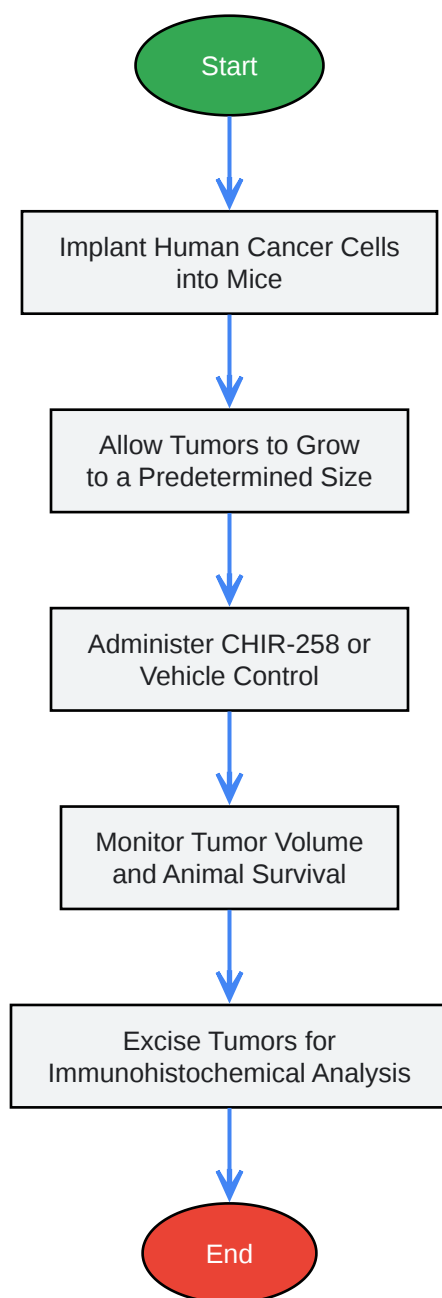 Start
Implant Human Cancer Cells
into Mice
Allow Tumors to Grow
to a Predetermined Size
Administer CHIR-258 or
Vehicle Control
Monitor Tumor Volume
and Animal Survival
Excise Tumors for
Immunohistochemical Analysis
End